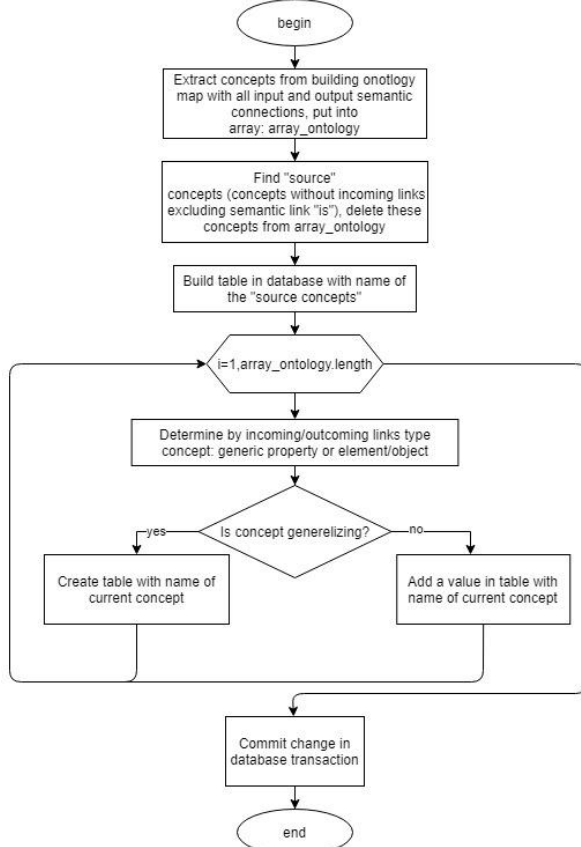 begin
Extract concepts from building onotlogy
map with all input and output semantic
connections, put into
array: array_ontology
Find "source"
concepts (concepts without incoming links
excluding semantic link "is"), delete these
concepts from array_ontology
Build table in database with name of
the "source concepts"
i=1,array_ontology.length
Determine by incoming/outcoming links type
concept: generic property or element/object
Is concept generelizing?
yes
no
Create table with name of
current concept
Add a value in table with
name of current concept
Commit change in
database transaction
end